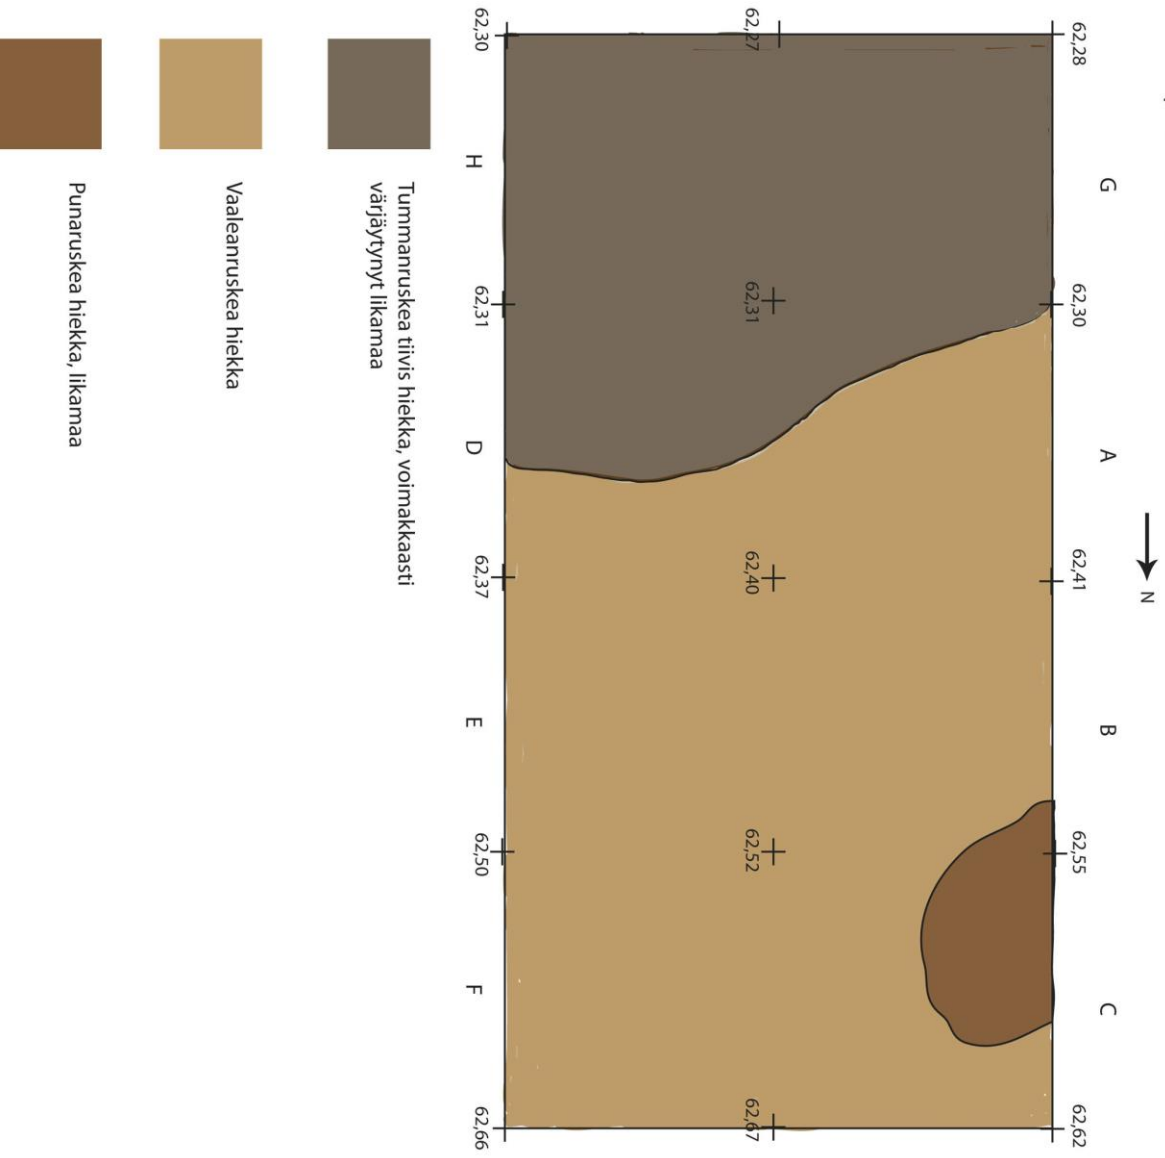 N
G A B C
62,28 62,30 62,41 62,55 62,62
62,27 62,31 62,40 62,52 62,67
62,30 62,31 62,37 62,50 62,66
H D E F
Tummanruskea tiivis hiekka, voimakkaasti
värjäytynyt likamaa
Vaaleanruskea hiekka
Punaruskea hiekka, likamaa